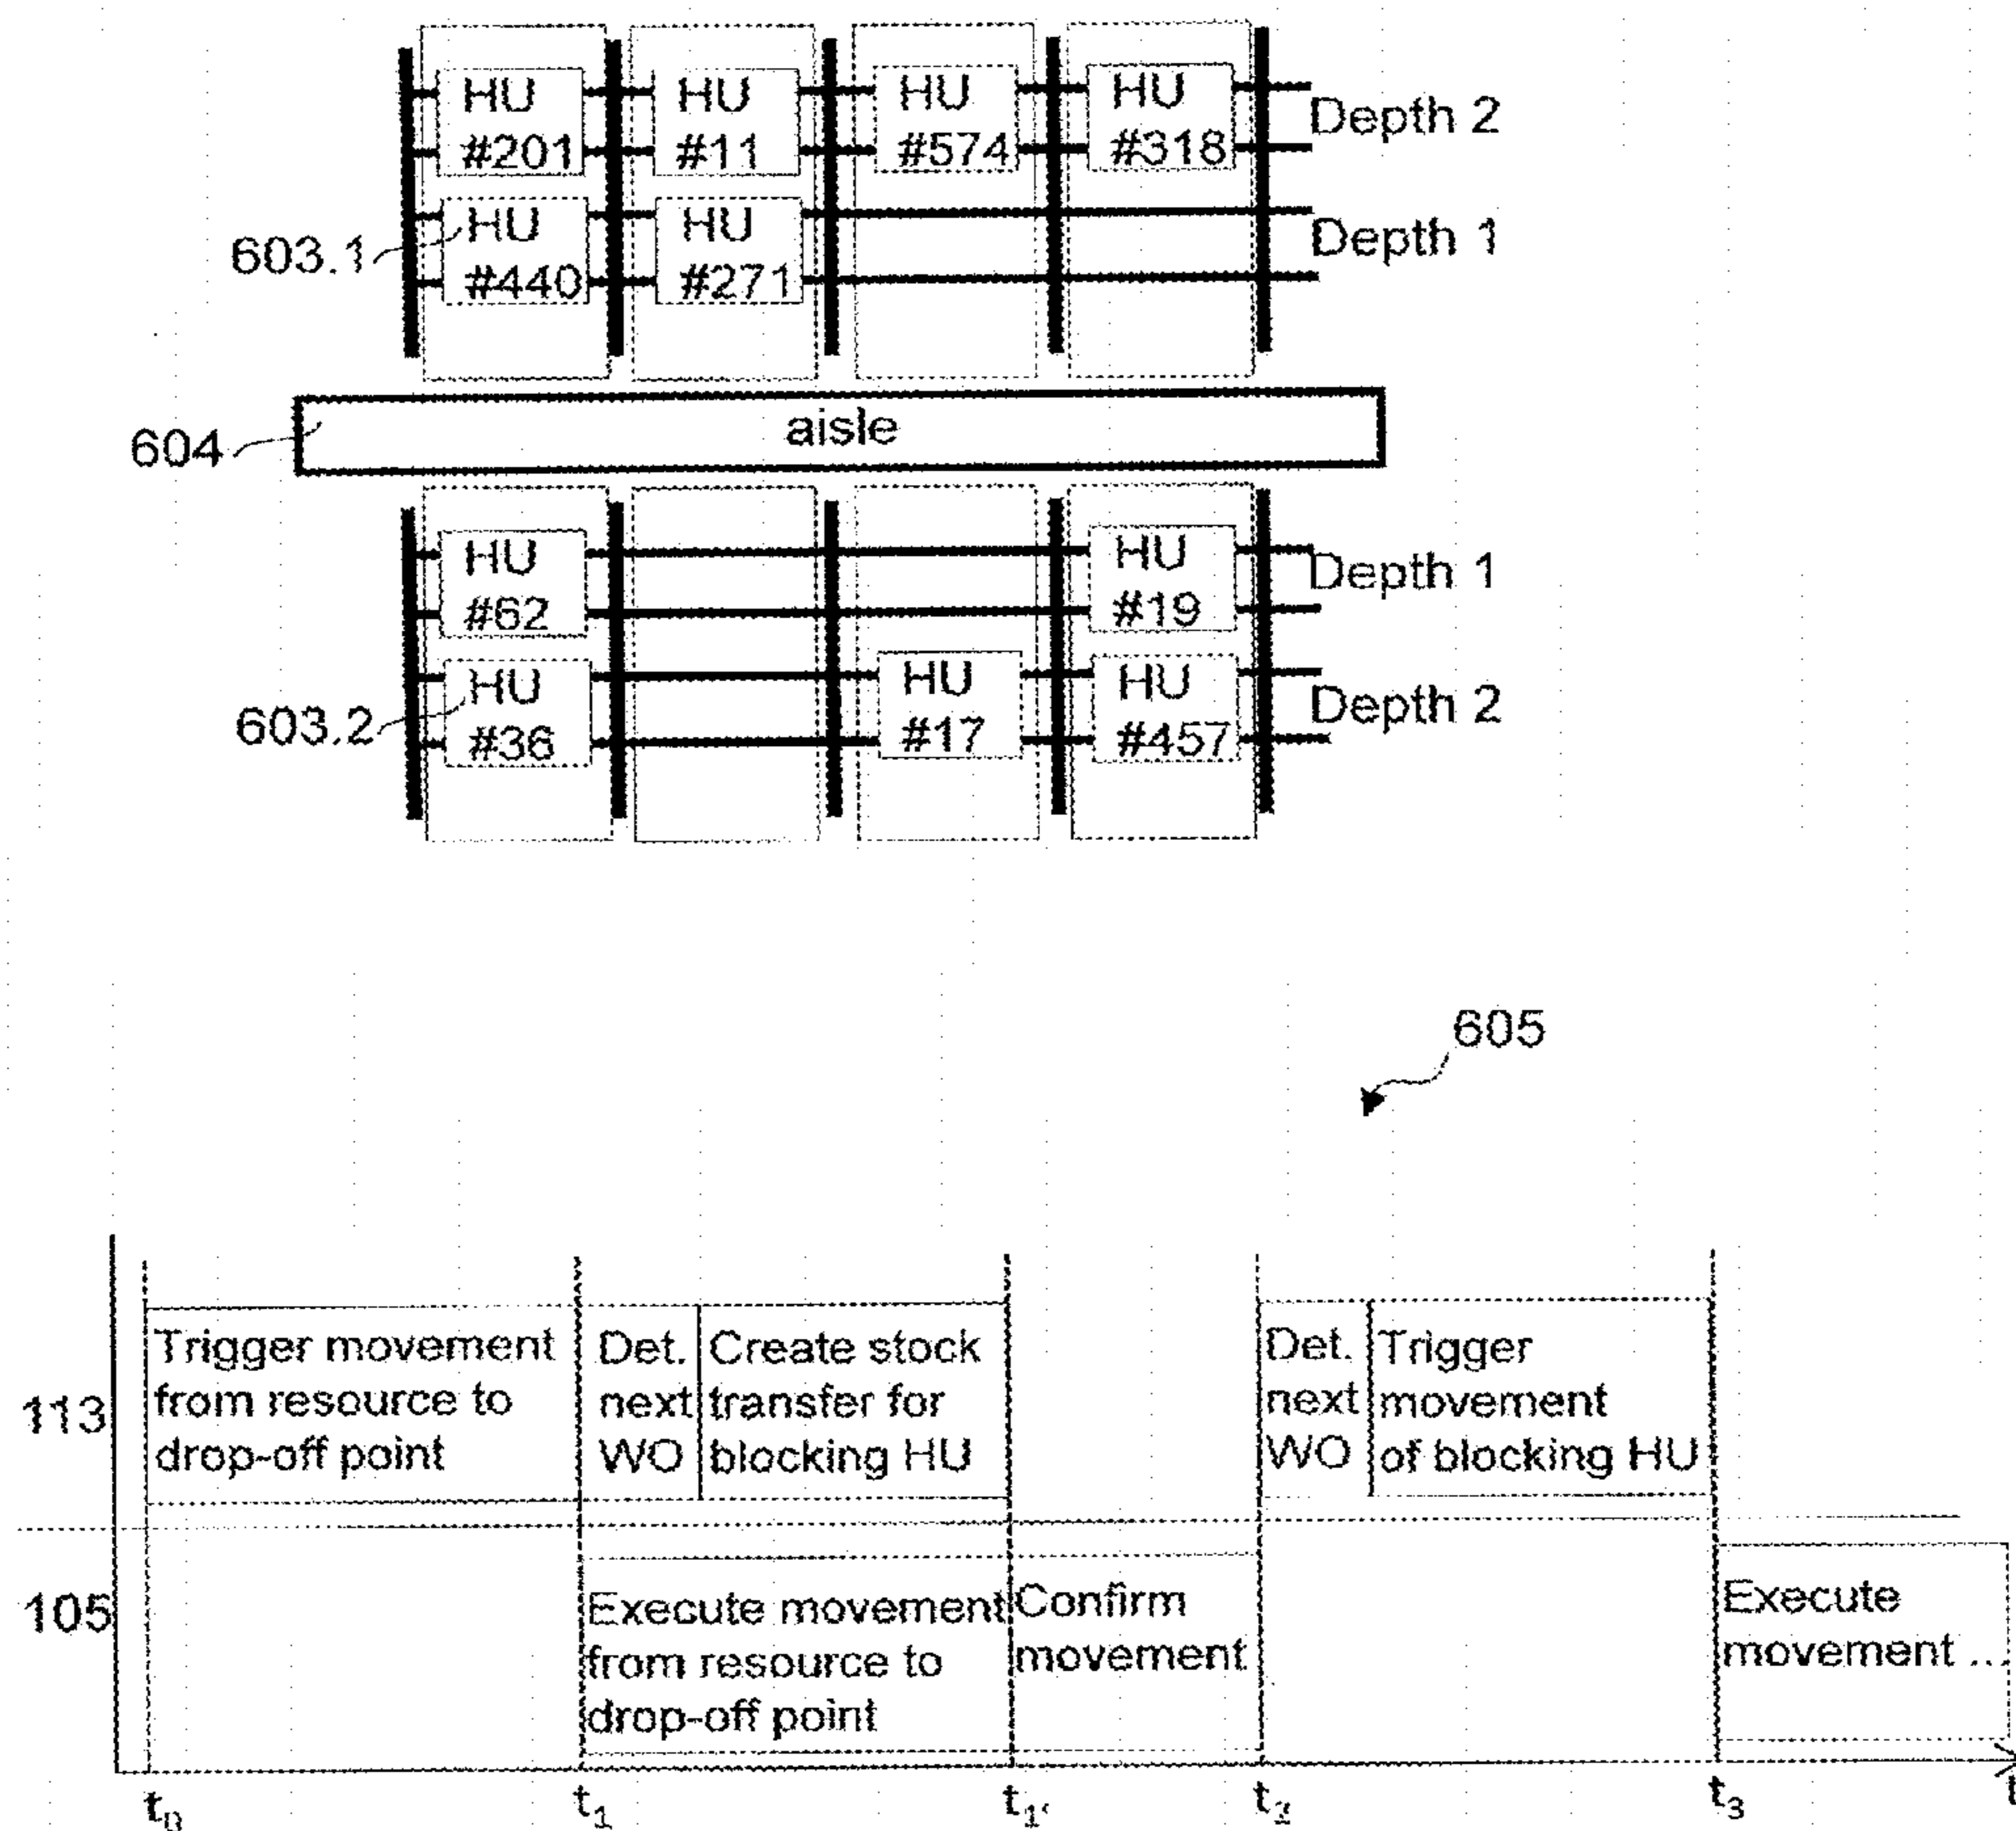 HU #201
HU #11
HU #574
HU #318
Depth 2
603.1
HU #440
HU #271
Depth 1
604
aisle
HU #62
HU #19
Depth 1
603.2
HU #36
HU #17
HU #457
Depth 2
605
113
Trigger movement
from resource to
drop-off point
Det.
next
WO
Create stock
transfer for
blocking HU
Det.
next
WO
Trigger
movement
of blocking HU
105
Execute movement
from resource to
drop-off point
Confirm
movement
Execute
movement ...
t0
t1
t1'
t2
t3
t